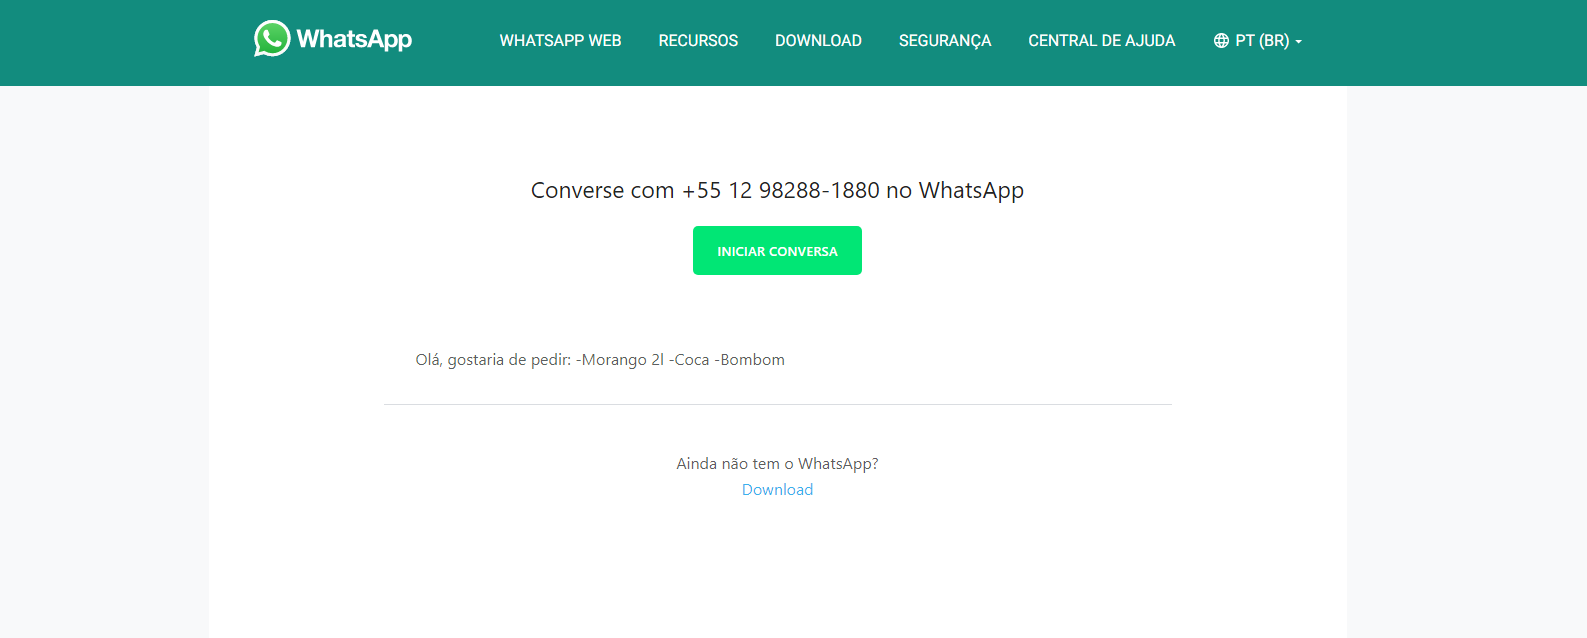 WhatsApp
WHATSAPP WEB RECURSOS DOWNLOAD SEGURANÇA CENTRAL DE AJUDA PT (BR)
Converse com +55 12 98288-1880 no WhatsApp
INICIAR CONVERSA
Olá, gostaria de pedir: -Morango 2l -Coca -Bombom
Ainda não tem o WhatsApp?
Download